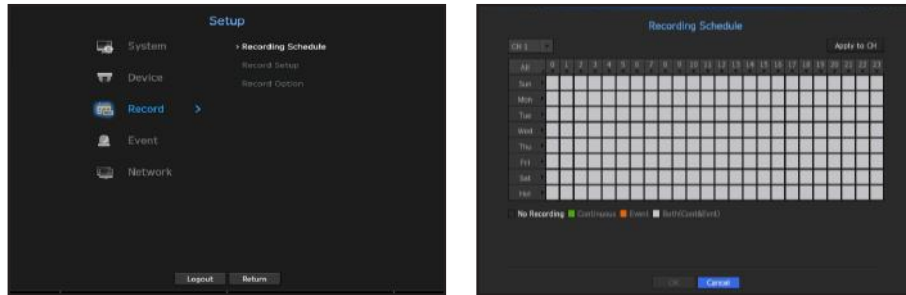 Setup
System
› Recording Schedule
Record Setup
Device
Record Option
Record >
Event
Network
Logout Return
Recording Schedule
CH 1 Apply to CH
All 0 1 2 3 4 5 6 7 8 9 10 11 12 13 14 15 16 17 18 19 20 21 22 23
Sun
Mon
Tue
Wed
Thu
Fri
Sat
Hol
No Recording Continuous Event Both(Cont&Evnt)
OK Cancel